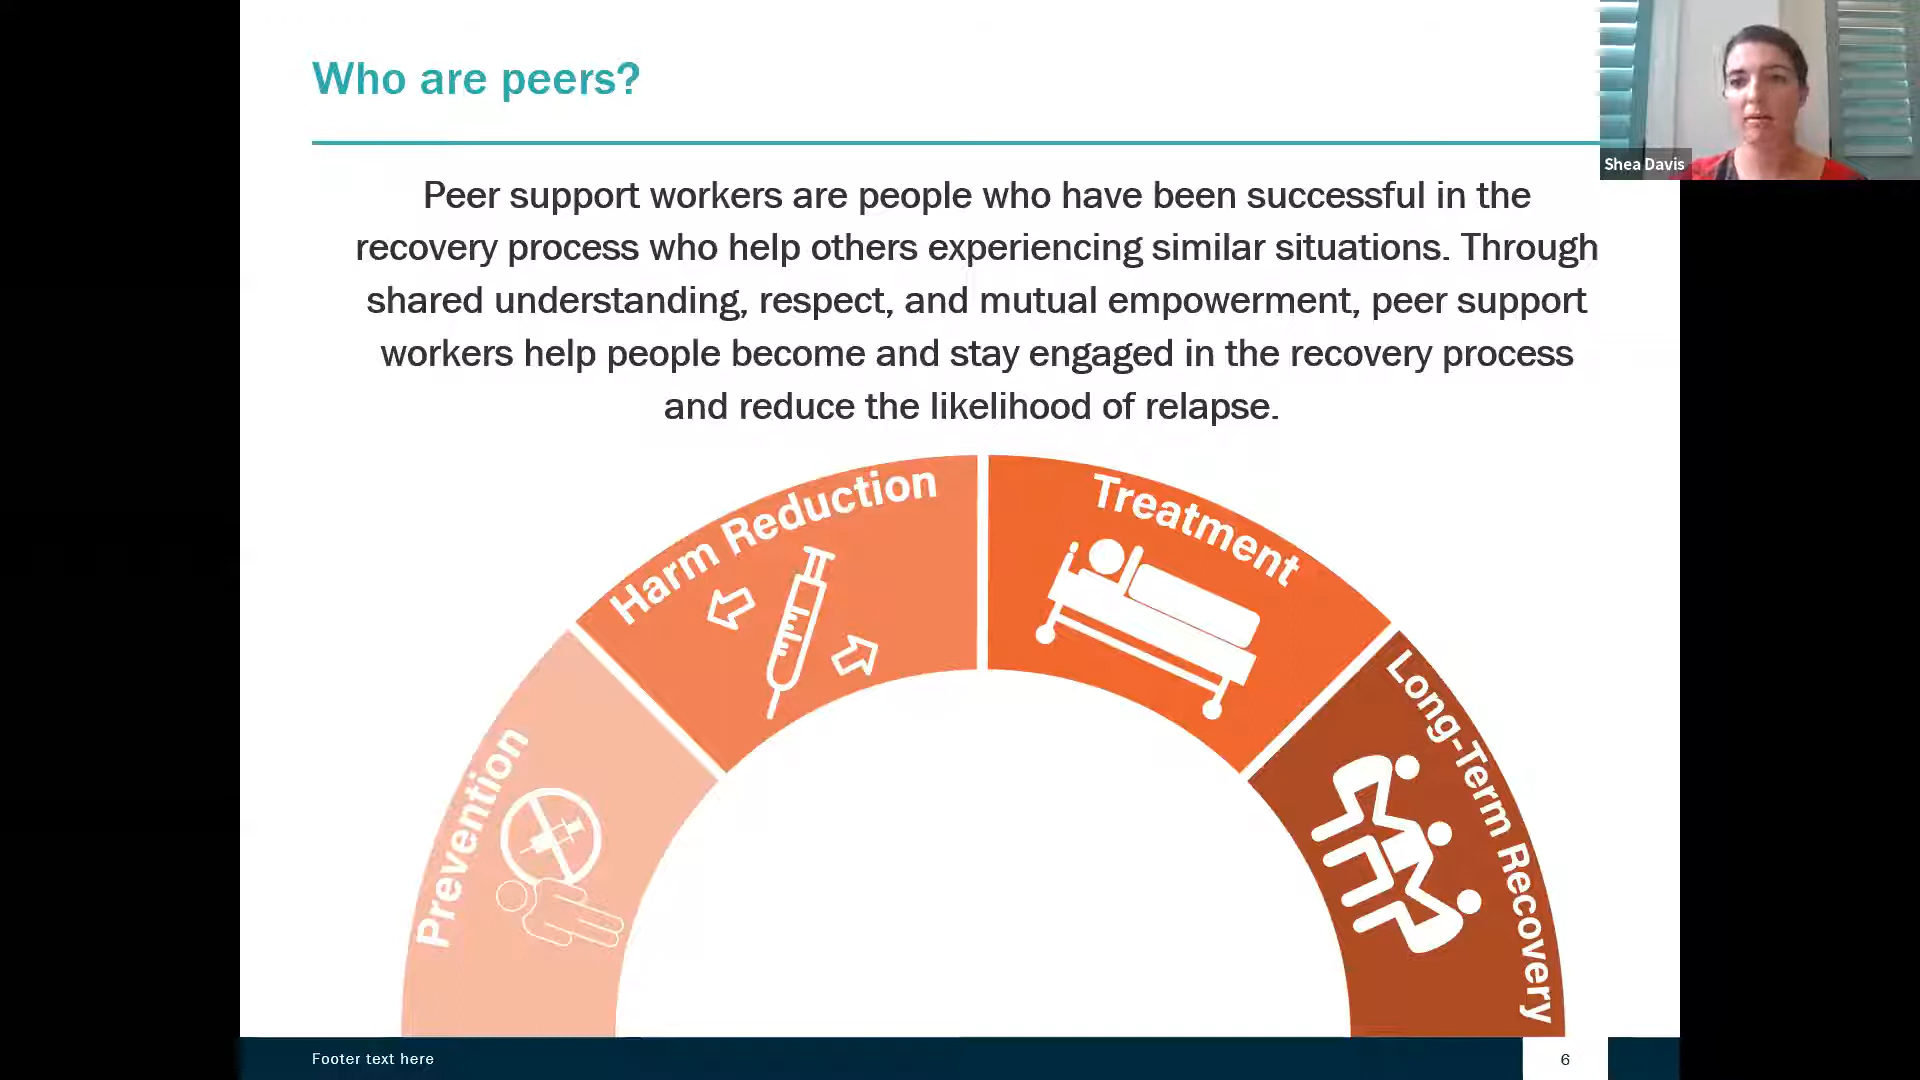 Who are peers?
Shea Davis
Peer support workers are people who have been successful in the
recovery process who help others experiencing similar situations. Through
shared understanding, respect, and mutual empowerment, peer support
workers help people become and stay engaged in the recovery process
and reduce the likelihood of relapse.
Prevention
Harm Reduction
Treatment
Long-Term Recovery
Footer text here
6